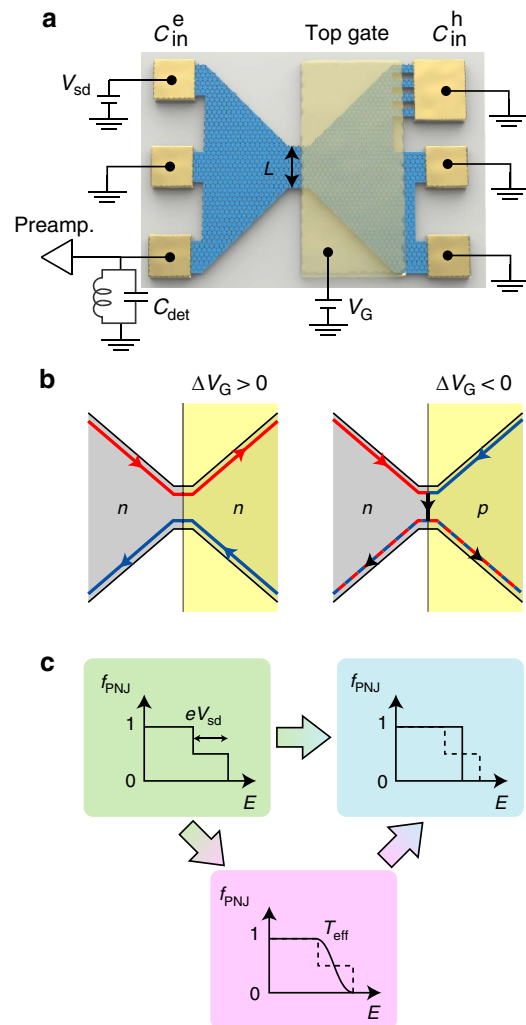 a
C_in^e Top gate C_in^h
V_sd
L
Preamp.
C_det
V_G
b
ΔV_G > 0 ΔV_G < 0
n n n p
c
f_PNJ f_PNJ
1 eV_sd 1
0 0
E E
f_PNJ
1 T_eff
0
E